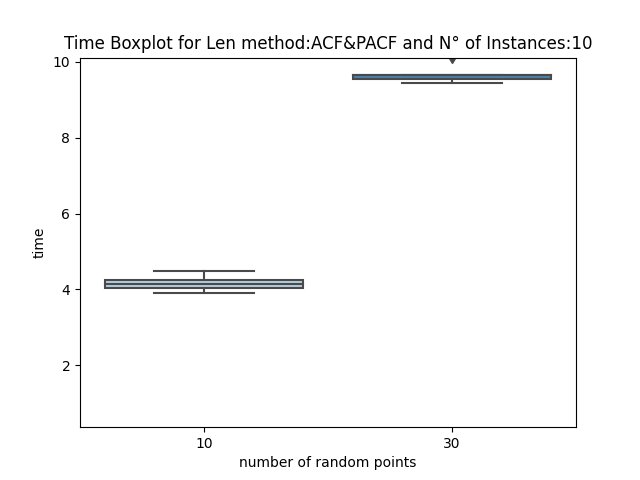 Time Boxplot for Len method:ACF&PACF and N° of Instances:10
10
8
6
4
2
time
10 30
number of random points